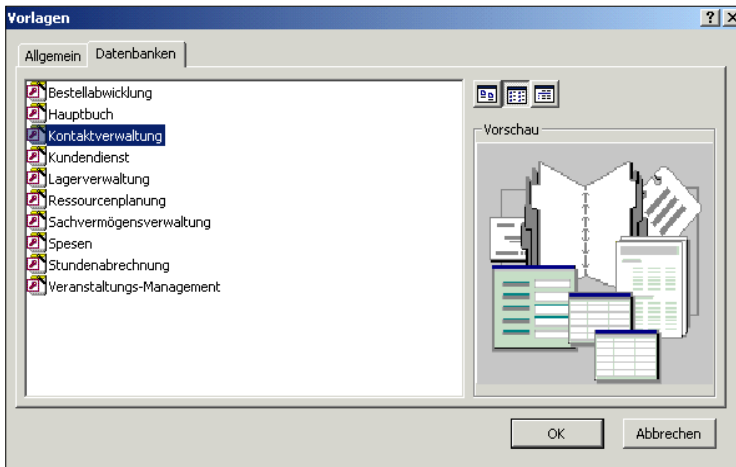 Vorlagen
Allgemein Datenbanken
Bestellabwicklung
Hauptbuch
Kontaktverwaltung
Kundendienst
Lagerverwaltung
Ressourcenplanung
Sachvermögensverwaltung
Spesen
Stundenabrechnung
Veranstaltungs-Management
Vorschau
OK Abbrechen